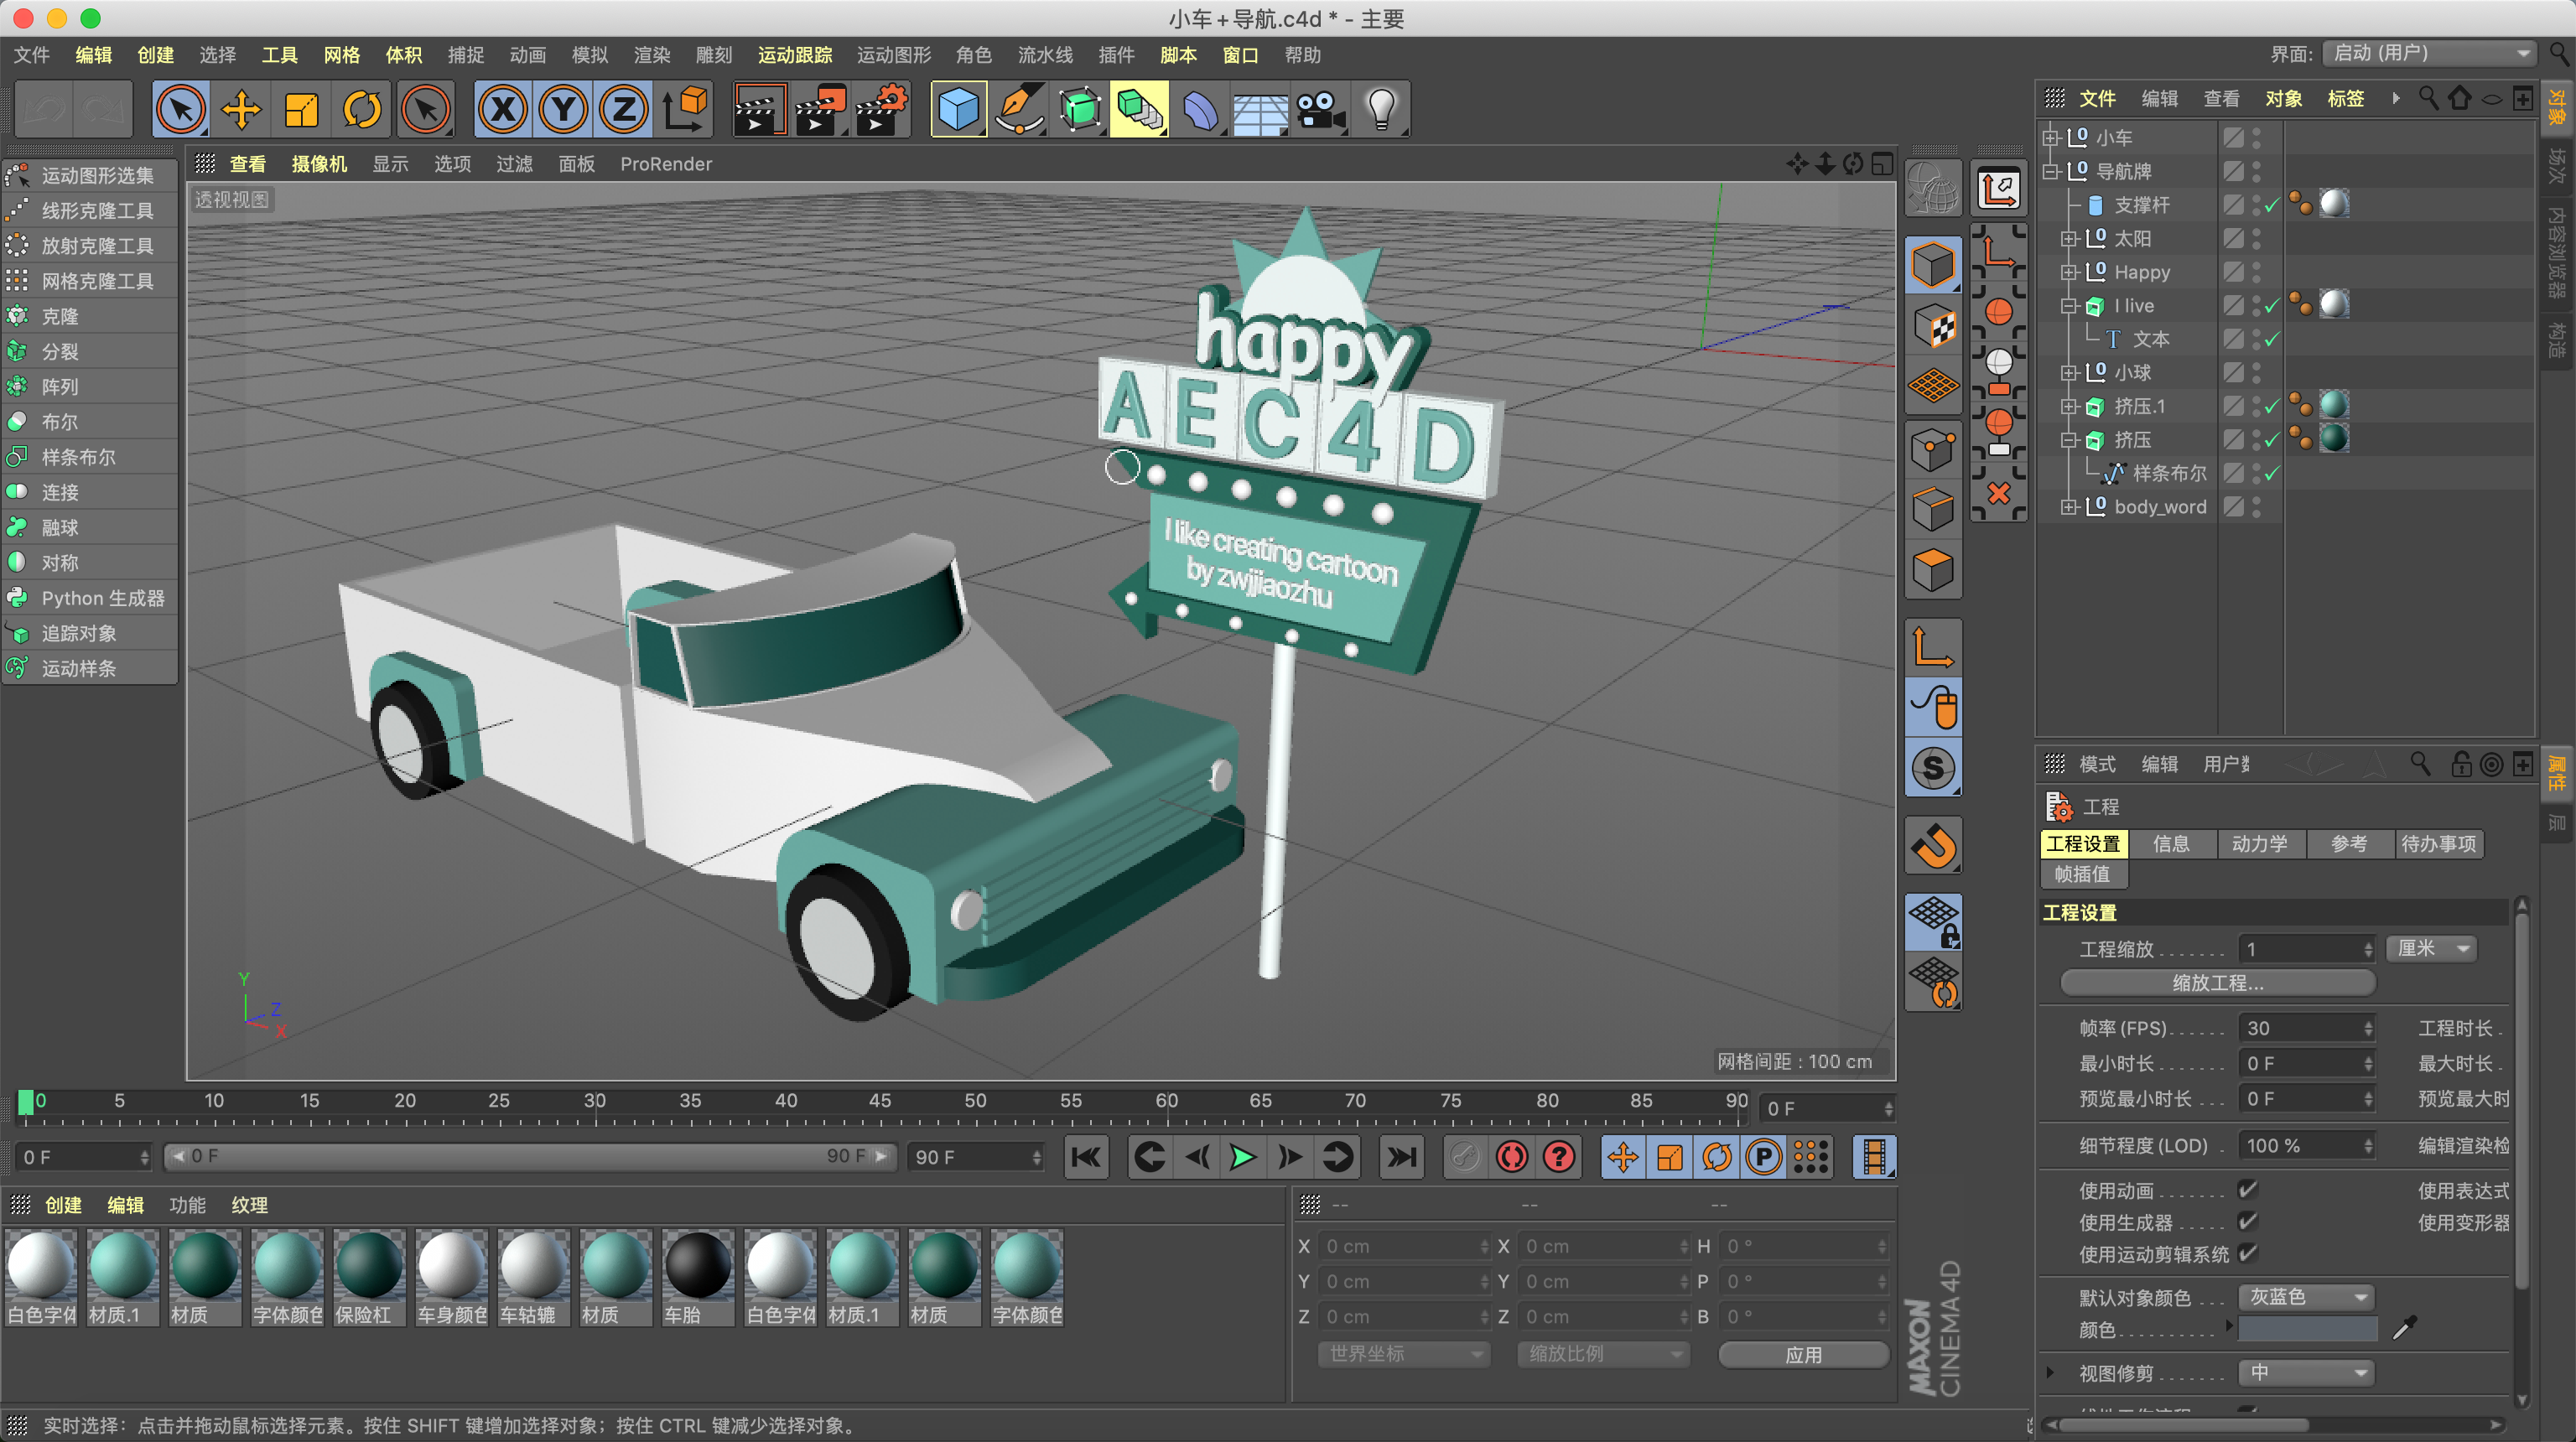 小车+导航.c4d * - 主要
文件 编辑 创建 选择 工具 网格 体积 捕捉 动画 模拟 渲染 雕刻 运动跟踪 运动图形 角色 流水线 插件 脚本 窗口 帮助
界面: 启动 (用户)
X Y Z
文件 编辑 查看 对象 标签
查看 摄像机 显示 选项 过滤 面板 ProRender
透视视图
运动图形选集
线形克隆工具
放射克隆工具
网格克隆工具
克隆
分裂
阵列
布尔
样条布尔
连接
融球
对称
Python 生成器
追踪对象
运动样条
happy
AEC4D
I like creating cartoon
by zwjjiaozhu
Y
Z
X
网格间距 : 100 cm
小车
导航牌
支撑杆
太阳
Happy
I live
文本
小球
挤压.1
挤压
样条布尔
body_word
对象
场次
内容浏览器
构造
属性
层
S
模式 编辑 用户数
工程
工程设置 信息 动力学 参考 待办事项
帧插值
工程设置
工程缩放 1 厘米
缩放工程...
帧率 (FPS) 30 工程时长
最小时长 0 F 最大时长
预览最小时长 0 F 预览最大时
细节程度 (LOD) 100 % 编辑渲染检
使用动画 使用表达式
使用生成器 使用变形器
使用运动剪辑系统
默认对象颜色 灰蓝色
颜色
视图修剪 中
0 5 10 15 20 25 30 35 40 45 50 55 60 65 70 75 80 85 90 0 F
0 F 0 F 90 F 90 F
? P
创建 编辑 功能 纹理
白色字体 材质.1 材质 字体颜色 保险杠 车身颜色 车轱辘 材质 车胎 白色字体 材质.1 材质 字体颜色
-- -- --
X 0 cm X 0 cm H 0 °
Y 0 cm Y 0 cm P 0 °
Z 0 cm Z 0 cm B 0 °
世界坐标 缩放比例 应用
MAXON
CINEMA4D
实时选择：点击并拖动鼠标选择元素。按住 SHIFT 键增加选择对象；按住 CTRL 键减少选择对象。